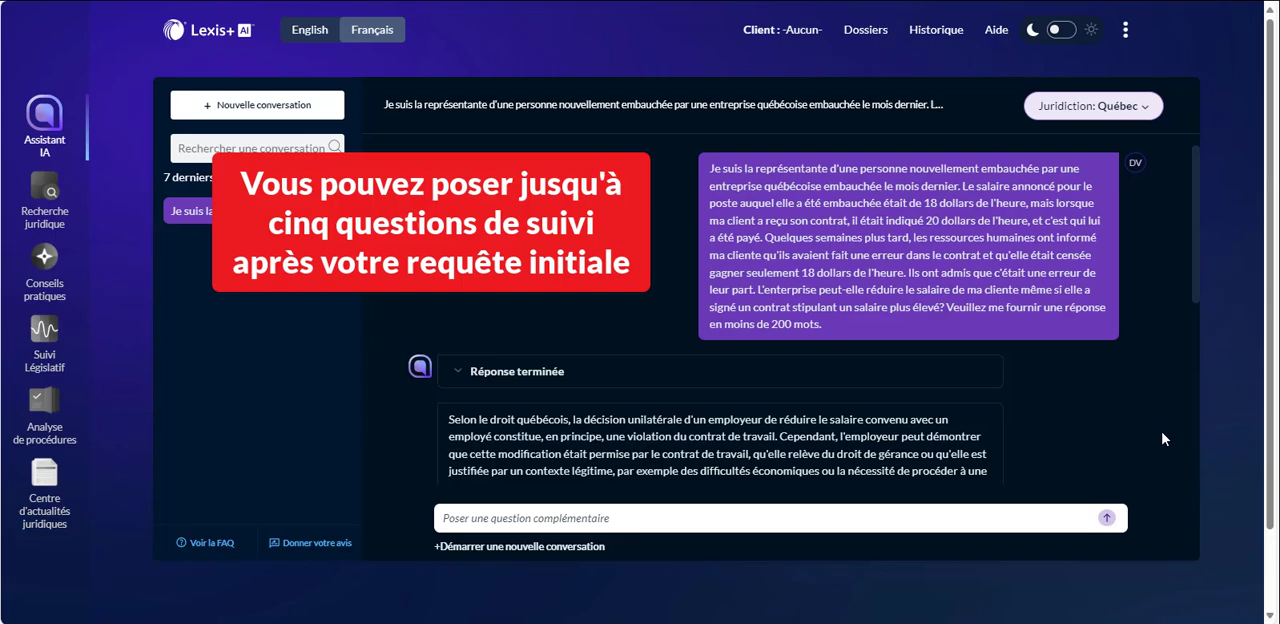 Lexis+ AI
English
Français
Client : -Aucun-
Dossiers
Historique
Aide
Assistant
IA
Recherche
juridique
Conseils
pratiques
Suivi
Législatif
Analyse
de procédures
Centre
d'actualités
juridiques
+ Nouvelle conversation
Rechercher une conversation
7 derniers
Je suis la
Voir la FAQ
Donner votre avis
Vous pouvez poser jusqu'à
cinq questions de suivi
après votre requête initiale
Je suis la représentante d'une personne nouvellement embauchée par une entreprise québécoise embauchée le mois dernier. L...
Juridiction: Québec
DV
Je suis la représentante d'une personne nouvellement embauchée par une
entreprise québécoise embauchée le mois dernier. Le salaire annoncé pour le
poste auquel elle a été embauchée était de 18 dollars de l'heure, mais lorsque
ma client a reçu son contrat, il était indiqué 20 dollars de l'heure, et c'est qui lui
a été payé. Quelques semaines plus tard, les ressources humaines ont informé
ma cliente qu'ils avaient fait une erreur dans le contrat et qu'elle était censée
gagner seulement 18 dollars de l'heure. Ils ont admis que c'était une erreur de
leur part. L'enterprise peut-elle réduire le salaire de ma cliente même si elle a
signé un contrat stipulant un salaire plus élevé? Veuillez me fournir une réponse
en moins de 200 mots.
Réponse terminée
Selon le droit québécois, la décision unilatérale d'un employeur de réduire le salaire convenu avec un
employé constitue, en principe, une violation du contrat de travail. Cependant, l'employeur peut démontrer
que cette modification était permise par le contrat de travail, qu'elle relève du droit de gérance ou qu'elle est
justifiée par un contexte légitime, par exemple des difficultés économiques ou la nécessité de procéder à une
Poser une question complémentaire
+Démarrer une nouvelle conversation